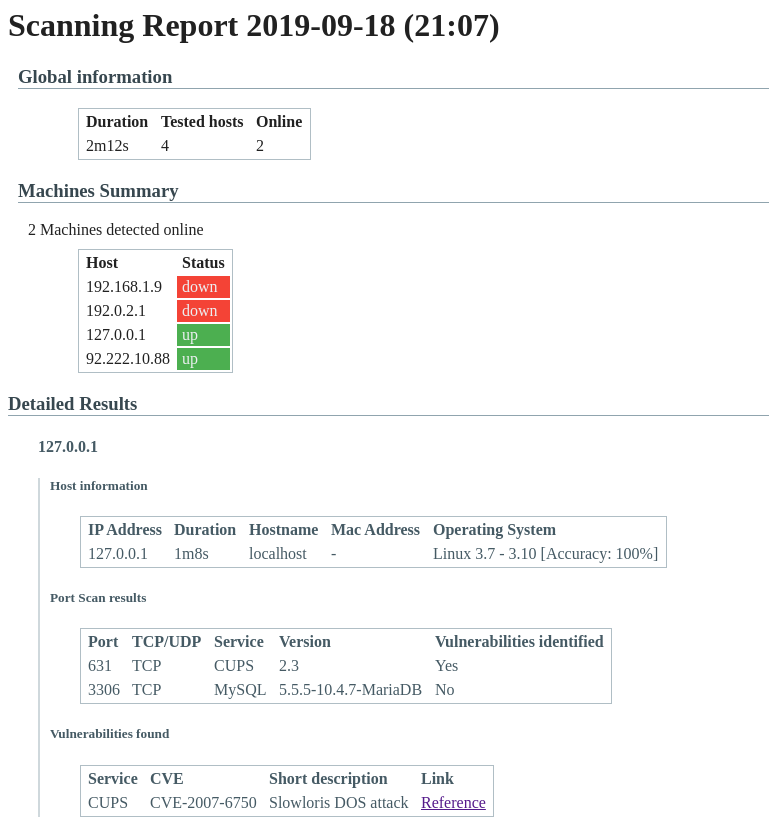 Scanning Report 2019-09-18 (21:07)
Global information
Duration Tested hosts Online
2m12s 4 2
Machines Summary
2 Machines detected online
Host Status
192.168.1.9 down
192.0.2.1 down
127.0.0.1 up
92.222.10.88 up
Detailed Results
127.0.0.1
Host information
IP Address Duration Hostname Mac Address Operating System
127.0.0.1 1m8s localhost - Linux 3.7 - 3.10 [Accuracy: 100%]
Port Scan results
Port TCP/UDP Service Version Vulnerabilities identified
631 TCP CUPS 2.3 Yes
3306 TCP MySQL 5.5.5-10.4.7-MariaDB No
Vulnerabilities found
Service CVE Short description Link
CUPS CVE-2007-6750 Slowloris DOS attack Reference